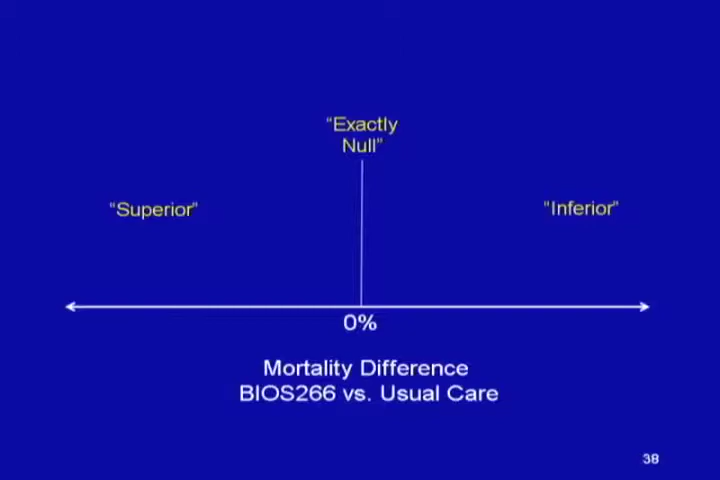 “Exactly
Null”
“Superior”
“Inferior”
0%
Mortality Difference
BIOS266 vs. Usual Care
38